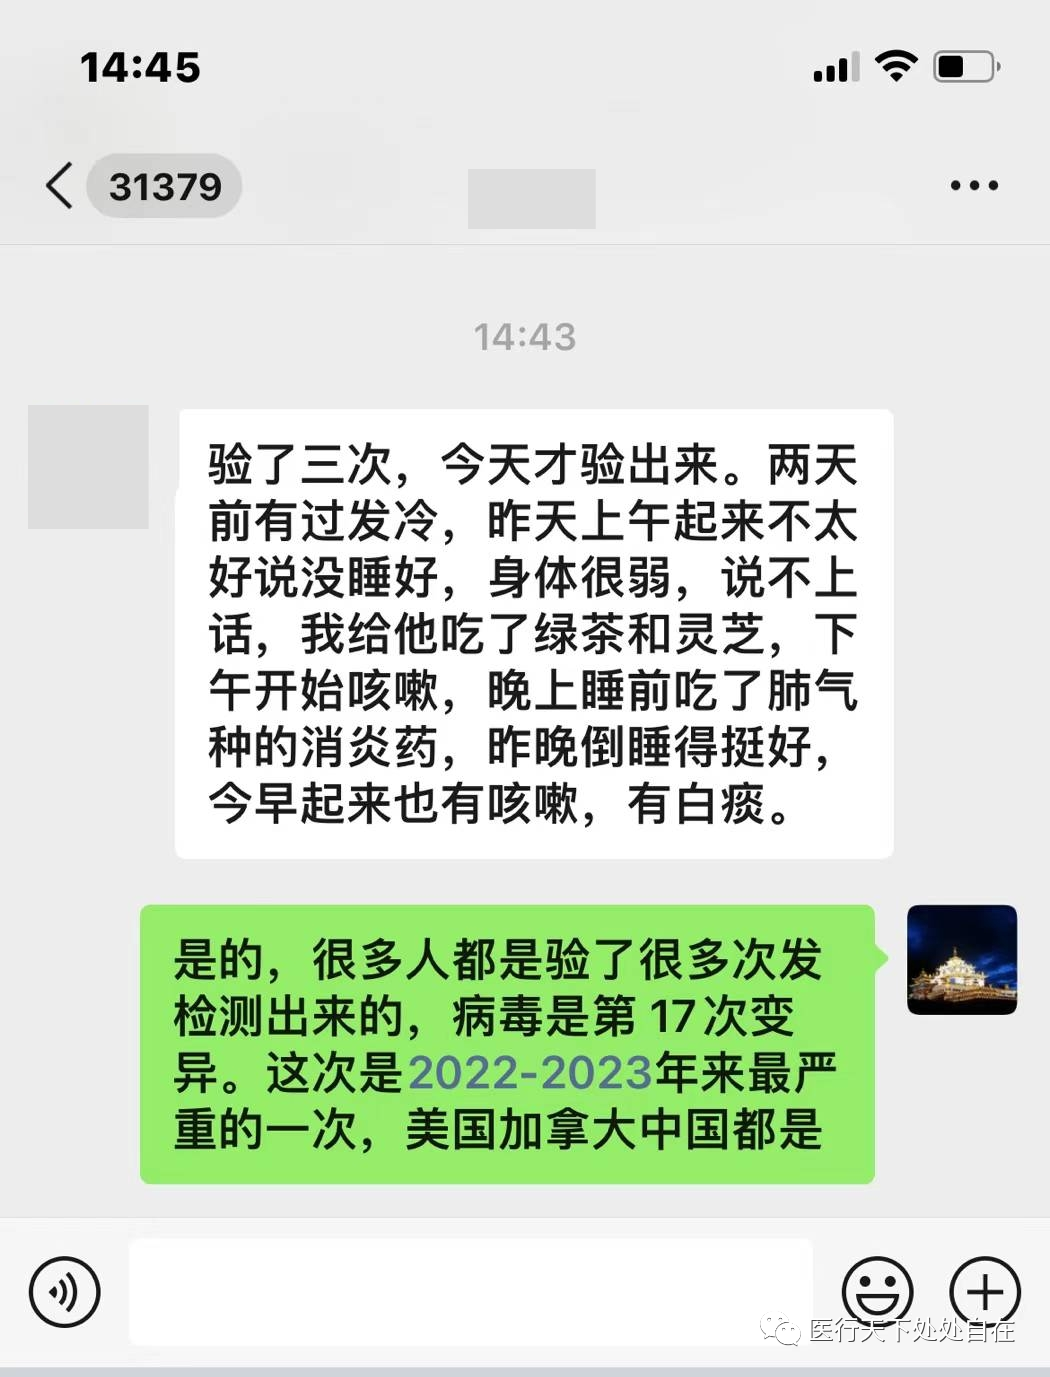 14:45
31379
14:43
验了三次，今天才验出来。两天
前有过发冷，昨天上午起来不太
好说没睡好，身体很弱，说不上
话，我给他吃了绿茶和灵芝，下
午开始咳嗽，晚上睡前吃了肺气
种的消炎药，昨晚倒睡得挺好，
今早起来也有咳嗽，有白痰。
是的，很多人都是验了很多次发
检测出来的，病毒是第 17次变
异。这次是2022-2023年来最严
重的一次，美国加拿大中国都是
医行天下处处自在